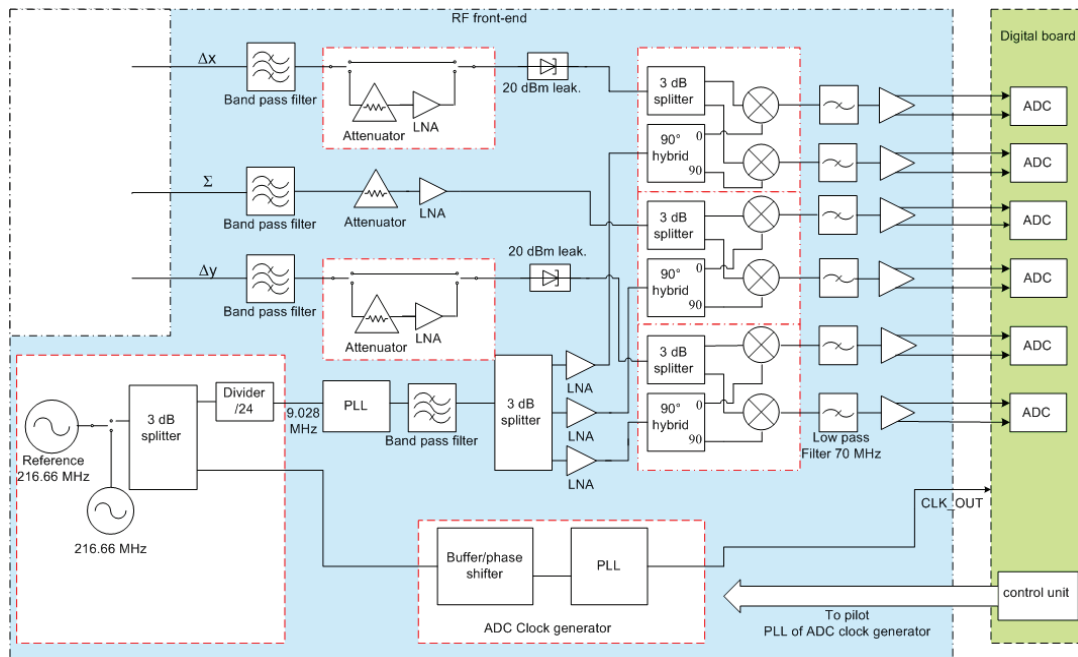 RF front-end
Digital board
Δx
Band pass filter
Attenuator
LNA
20 dBm leak.
3 dB
splitter
90°
hybrid
0
90
ADC
ADC
Σ
Band pass filter
Attenuator
LNA
3 dB
splitter
90°
hybrid
0
90
ADC
ADC
Δy
Band pass filter
Attenuator
LNA
20 dBm leak.
3 dB
splitter
90°
hybrid
0
90
Low pass
Filter 70 MHz
ADC
ADC
Reference
216.66 MHz
216.66 MHz
3 dB
splitter
Divider
/24
9.028
MHz
PLL
Band pass filter
3 dB
splitter
LNA
LNA
LNA
CLK_OUT
Buffer/phase
shifter
PLL
ADC Clock generator
control unit
To pilot
PLL of ADC clock generator